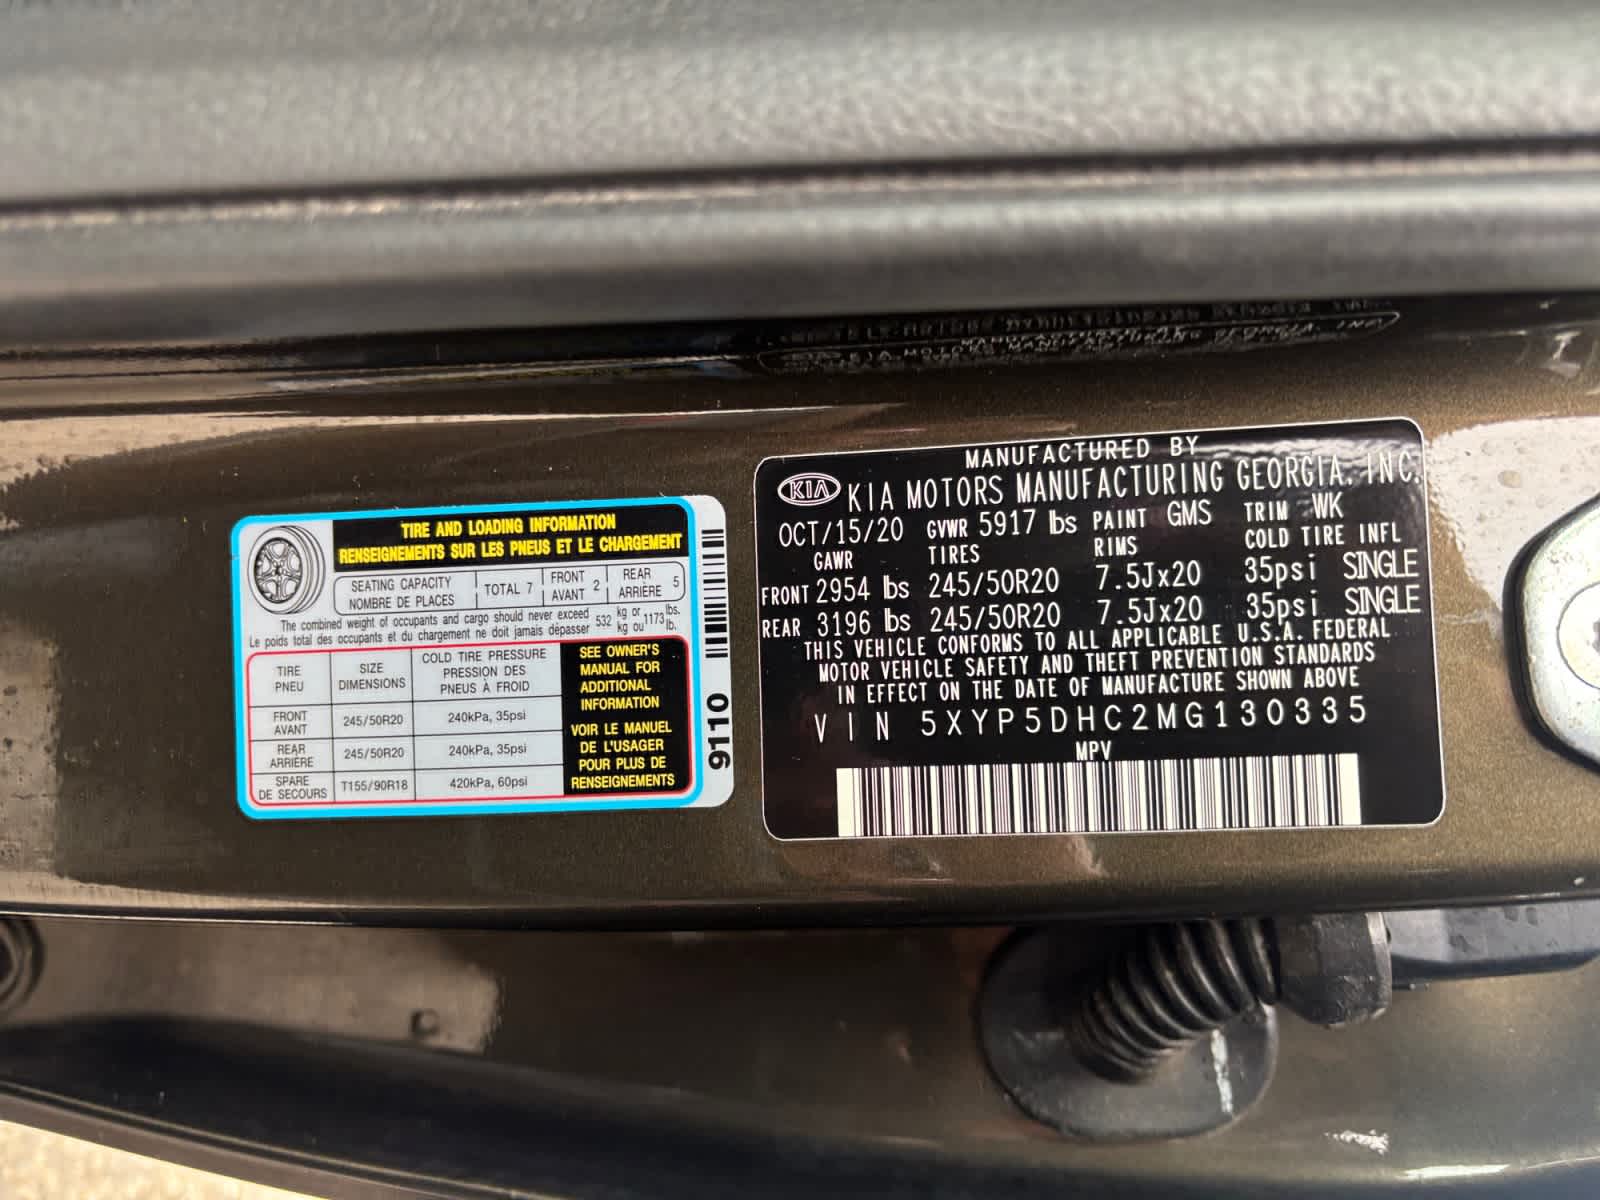 TIRE AND LOADING INFORMATION
RENSEIGNEMENTS SUR LES PNEUS ET LE CHARGEMENT
SEATING CAPACITY
NOMBRE DE PLACES
TOTAL 7
FRONT
AVANT 2
REAR
ARRIÈRE 5
The combined weight of occupants and cargo should never exceed 532 kg or 1173 lbs.
Le poids total des occupants et du chargement ne doit jamais dépasser kg ou lb.
TIRE
PNEU
SIZE
DIMENSIONS
COLD TIRE PRESSURE
PRESSION DES
PNEUS À FROID
FRONT
AVANT
245/50R20
240kPa, 35psi
REAR
ARRIÈRE
245/50R20
240kPa, 35psi
SPARE
DE SECOURS
T155/90R18
420kPa, 60psi
SEE OWNER'S
MANUAL FOR
ADDITIONAL
INFORMATION
VOIR LE MANUEL
DE L'USAGER
POUR PLUS DE
RENSEIGNEMENTS
9110
MANUFACTURED BY
KIA KIA MOTORS MANUFACTURING GEORGIA. INC.
OCT/15/20 GVWR 5917 lbs PAINT GMS TRIM WK
GAWR TIRES RIMS COLD TIRE INFL
FRONT 2954 lbs 245/50R20 7.5Jx20 35psi SINGLE
REAR 3196 lbs 245/50R20 7.5Jx20 35psi SINGLE
THIS VEHICLE CONFORMS TO ALL APPLICABLE U.S.A. FEDERAL
MOTOR VEHICLE SAFETY AND THEFT PREVENTION STANDARDS
IN EFFECT ON THE DATE OF MANUFACTURE SHOWN ABOVE
VIN 5XYP5DHC2MG130335
MPV